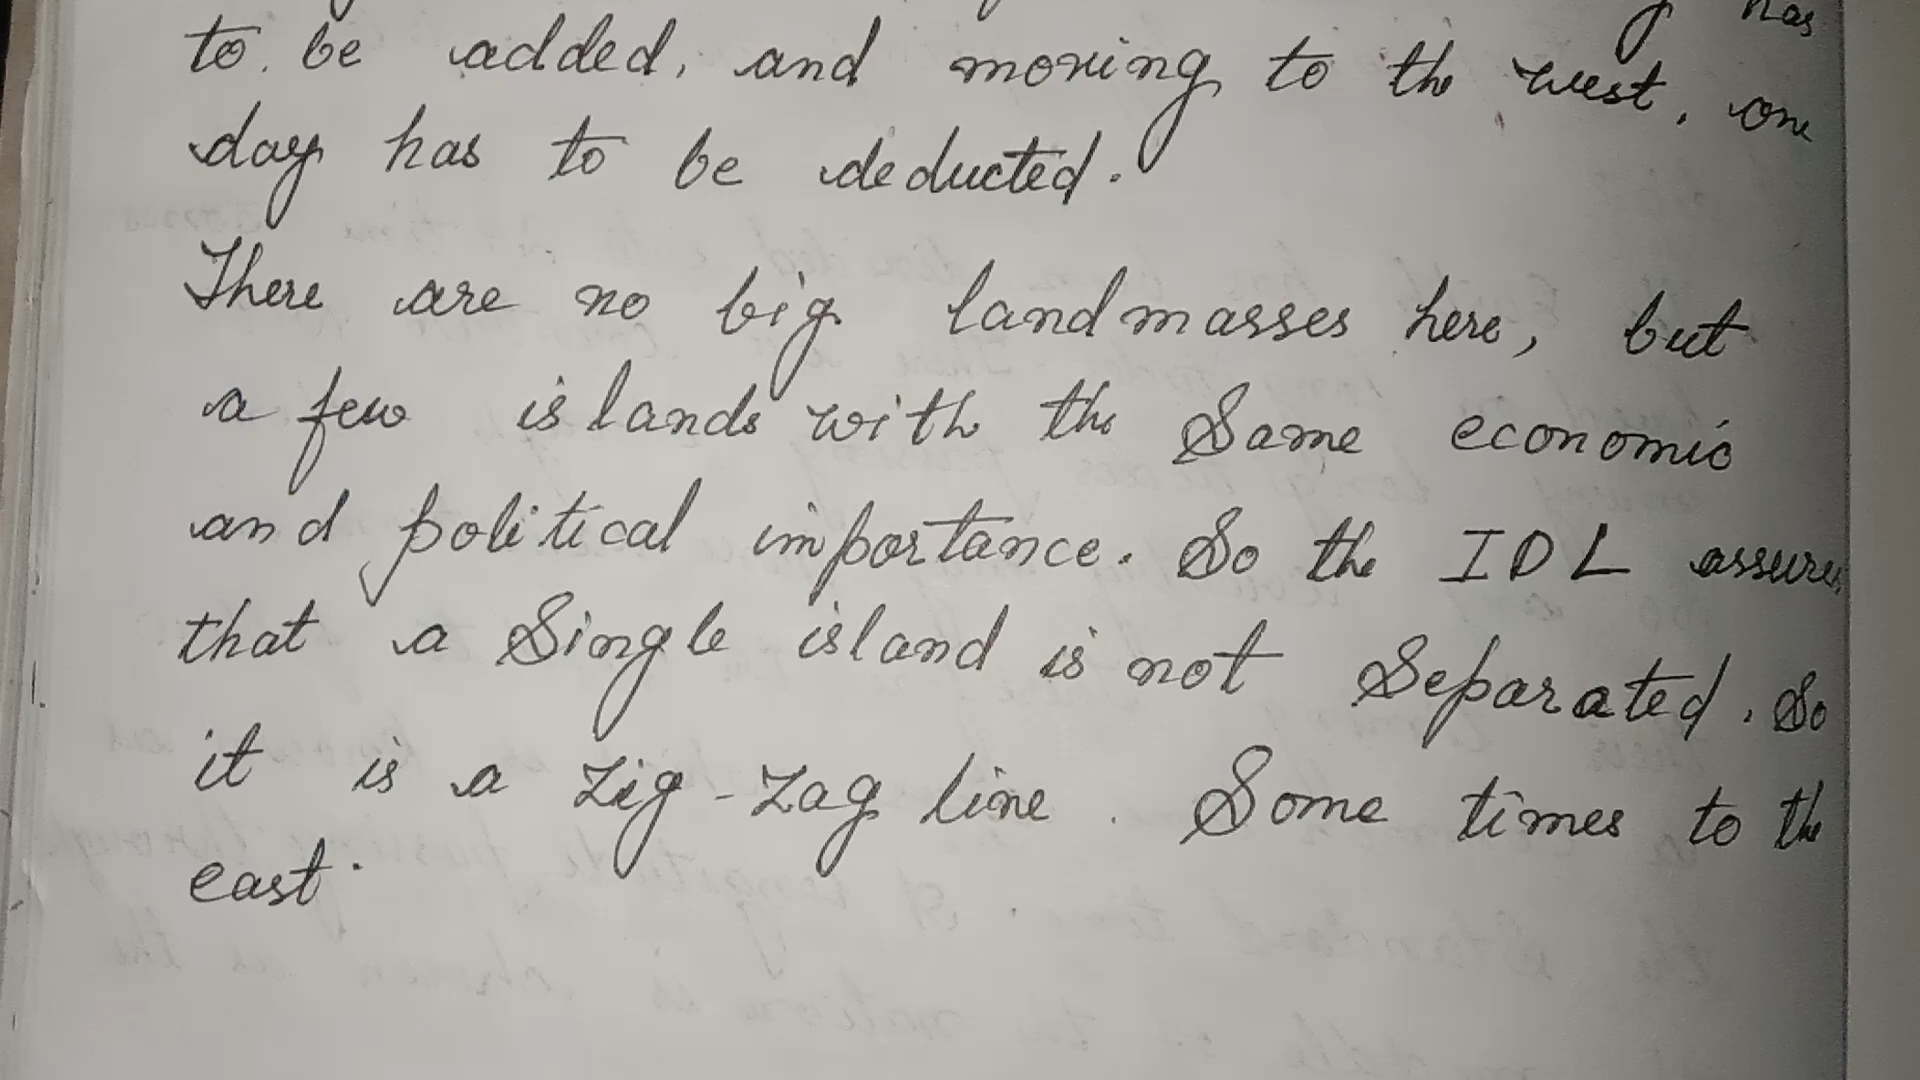 has
to be added, and moving to the west, one
day has to be deducted.
There are no big landmasses here, but
a few islands with the Same economic
and political importance. So the IDL assures
that a Single island is not Separated. So
it is a zig-zag line. Some times to the
east.